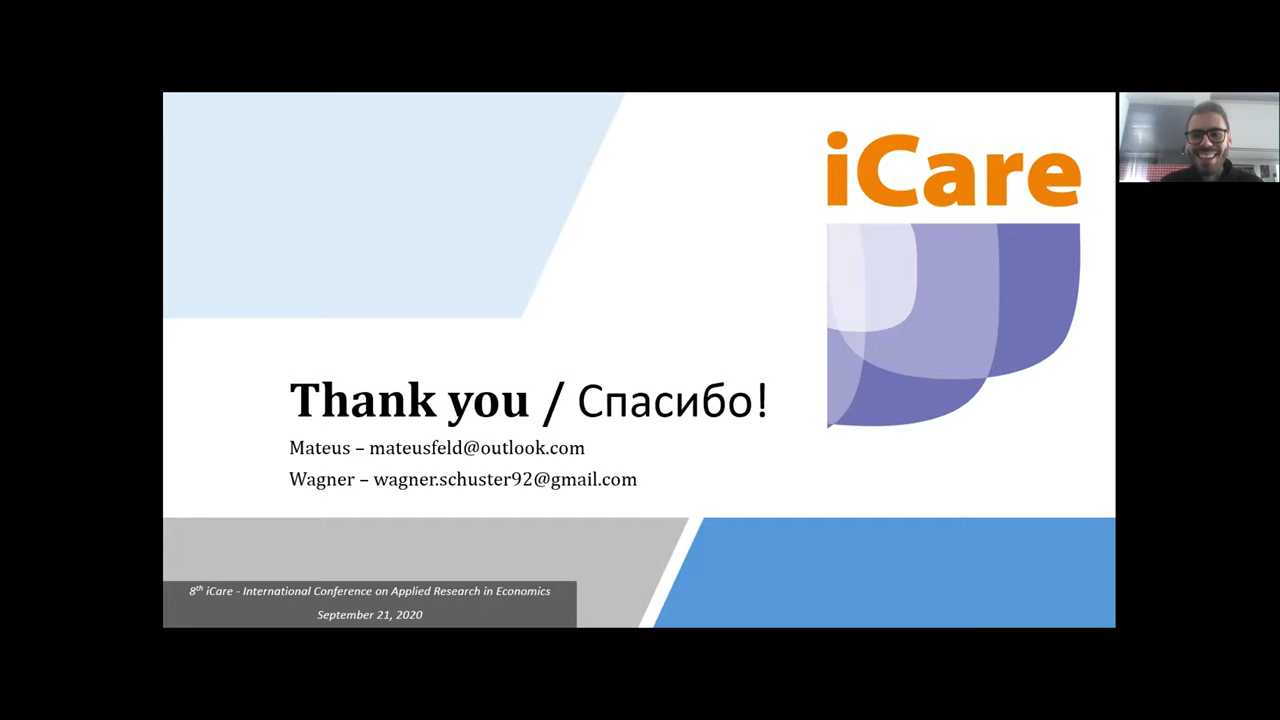 iCare
Thank you / Спасибо!
Mateus – mateusfeld@outlook.com
Wagner – wagner.schuster92@gmail.com
8th iCare - International Conference on Applied Research in Economics
September 21, 2020